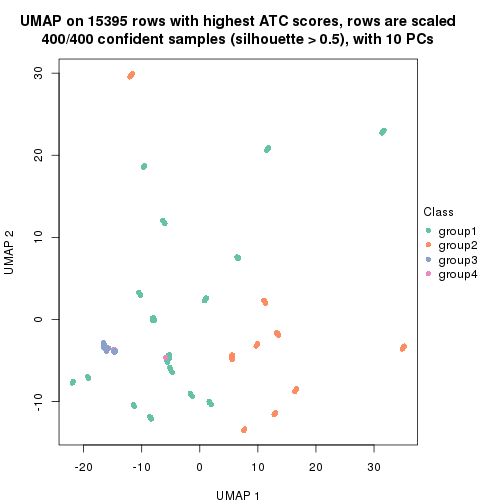 UMAP on 15395 rows with highest ATC scores, rows are scaled
400/400 confident samples (silhouette > 0.5), with 10 PCs
30
20
10
0
-10
UMAP 2
-20
-10
0
10
20
30
UMAP 1
Class
group1
group2
group3
group4